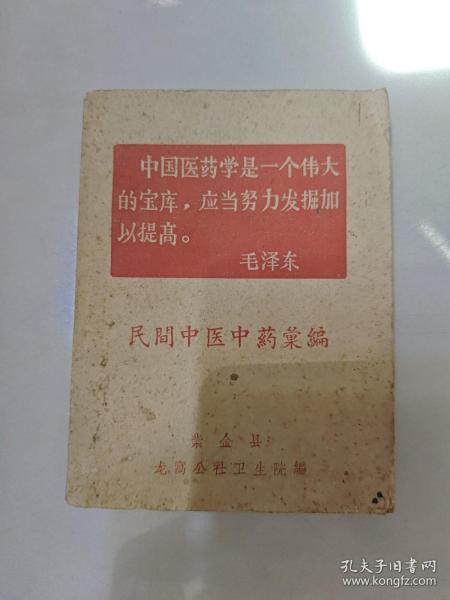 中国医药学是一个伟大
的宝库，应当努力发掘加
以提高。
毛泽东
民間中医中葯彙編
紫金县
龙窝公社卫生院編
孔夫子旧书网
www.kongfz.com